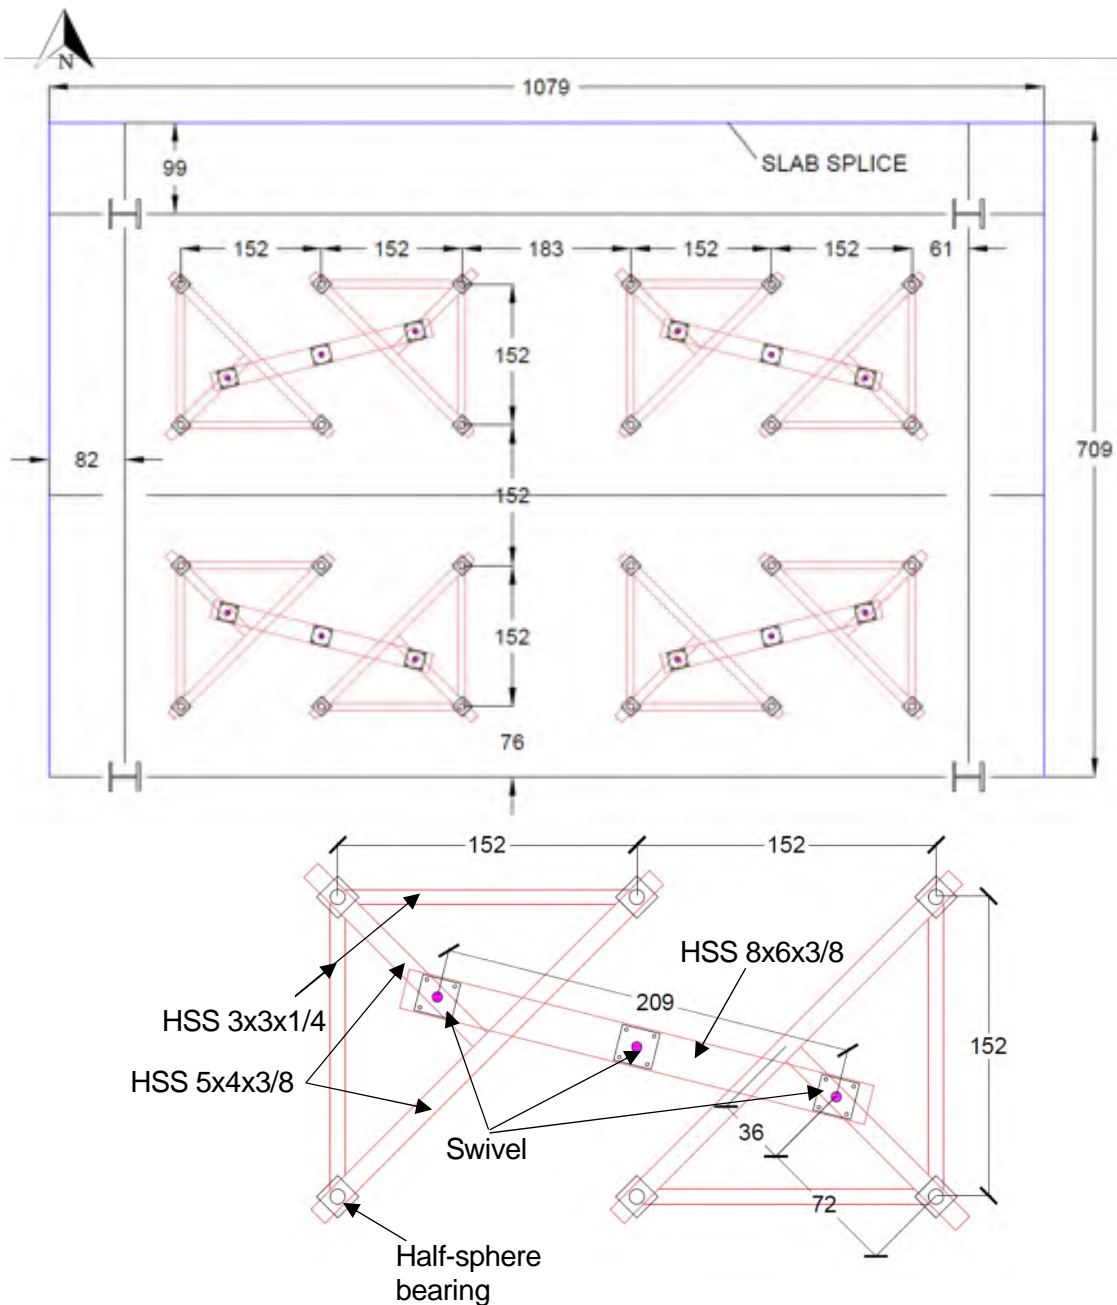 N
1079
99
SLAB SPLICE
152
152
183
152
152
61
152
82
709
152
152
76
152
152
HSS 8x6x3/8
209
HSS 3x3x1/4
152
HSS 5x4x3/8
36
Swivel
72
Half-sphere
bearing